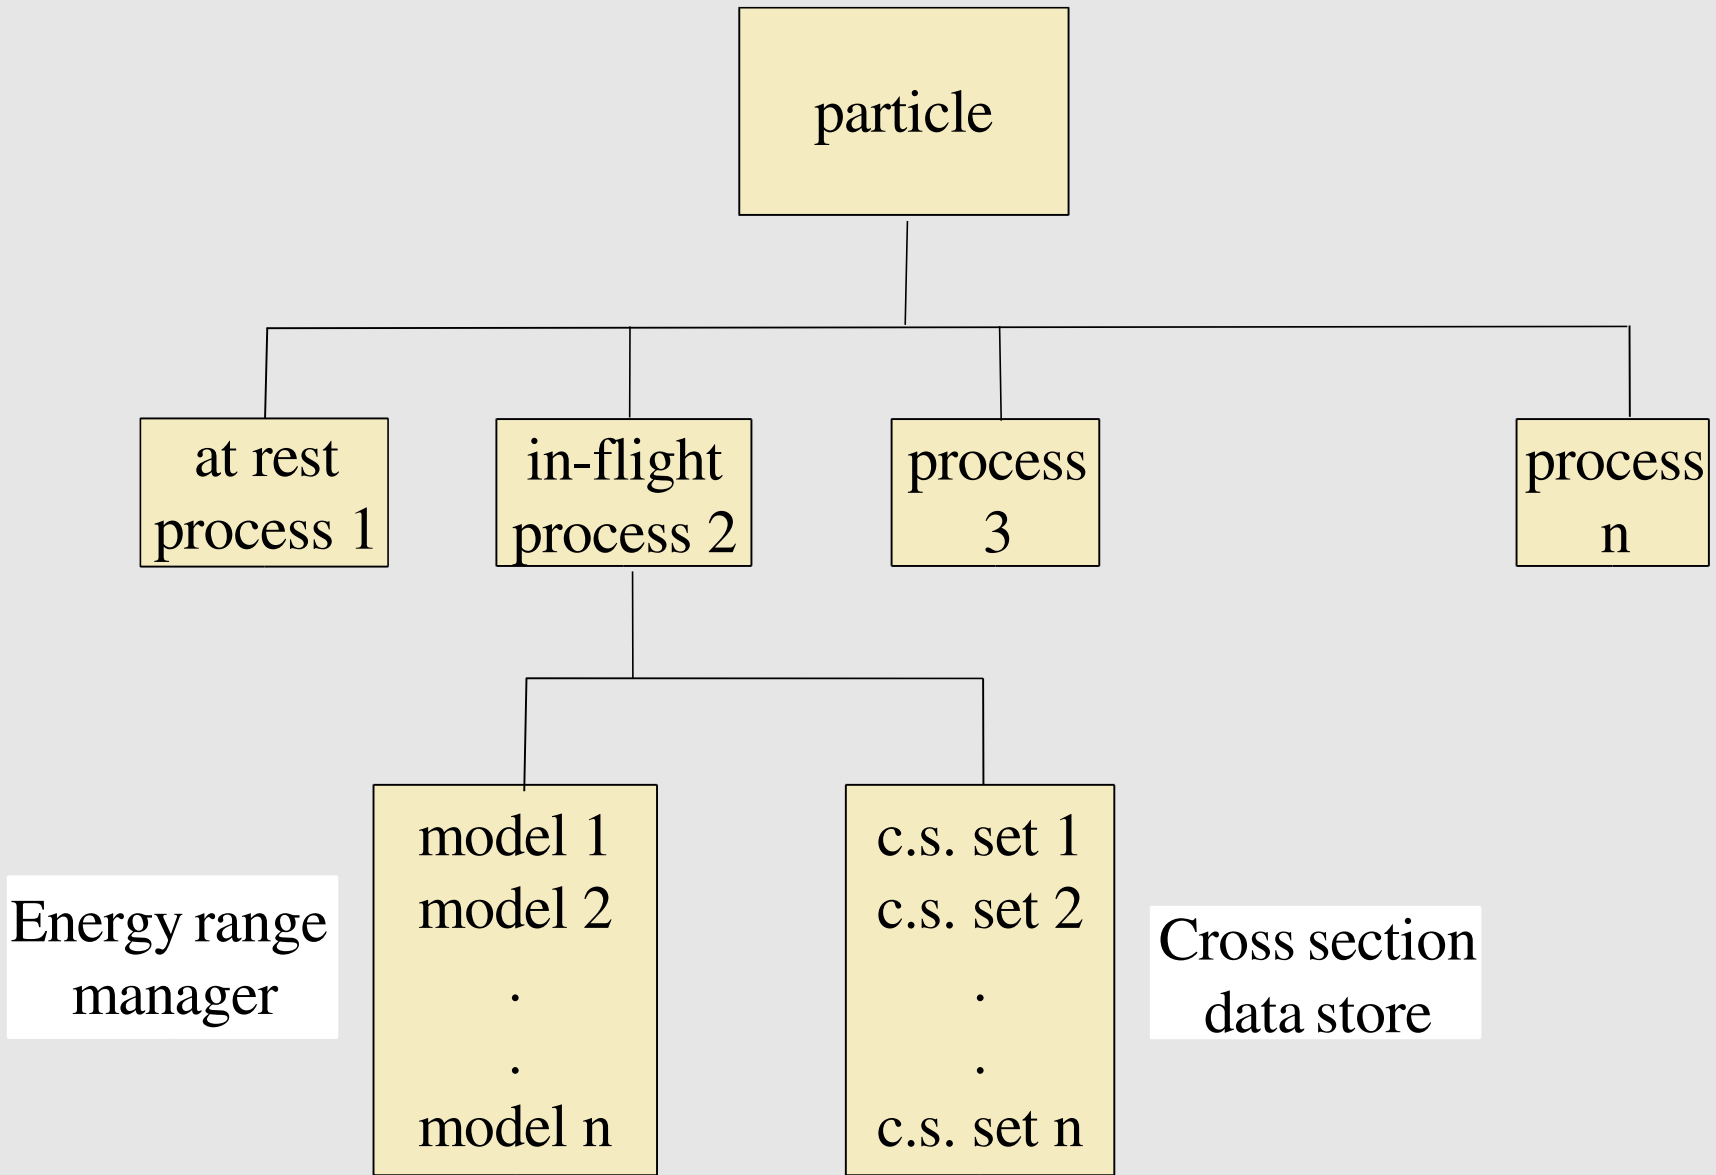 particle
at rest
process 1
in-flight
process 2
process
3
process
n
Energy range
manager
model 1
model 2
.
.
model n
c.s. set 1
c.s. set 2
.
.
c.s. set n
Cross section
data store